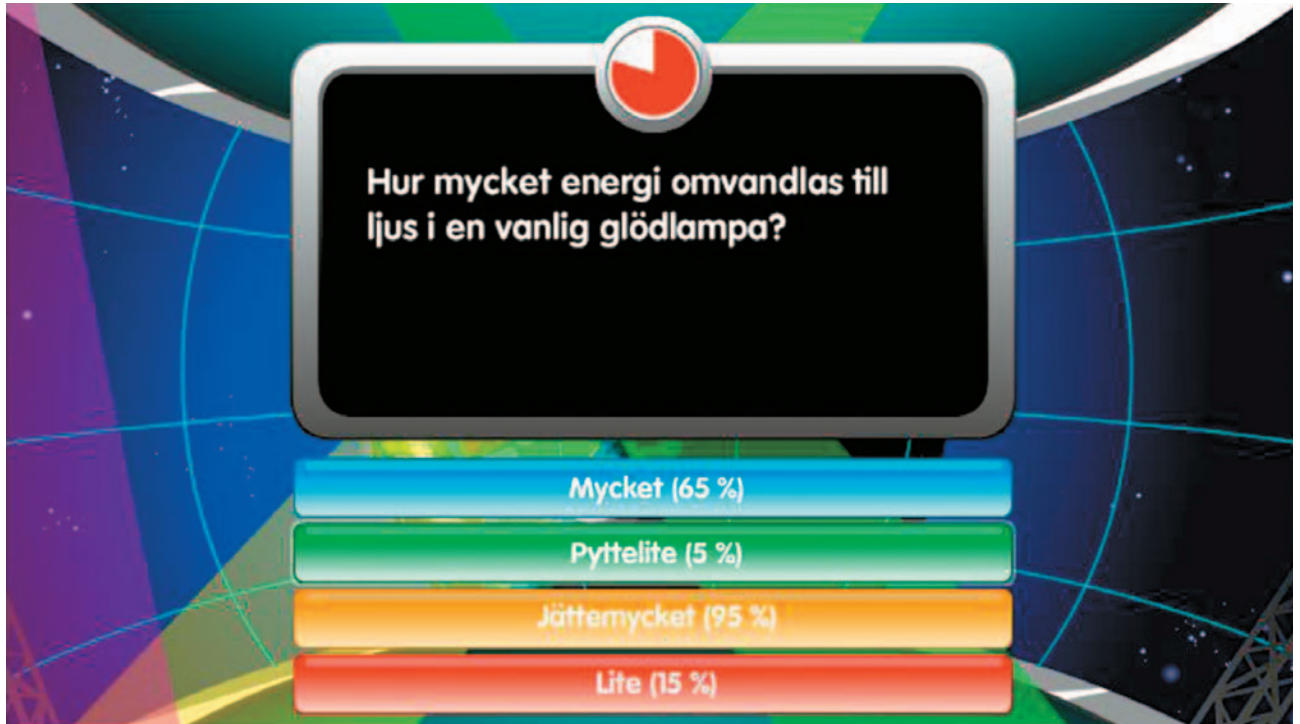 Hur mycket energi omvandlas till
ljus i en vanlig glödlampa?
Mycket (65 %)
Pyttelite (5 %)
Jättemycket (95 %)
Lite (15 %)